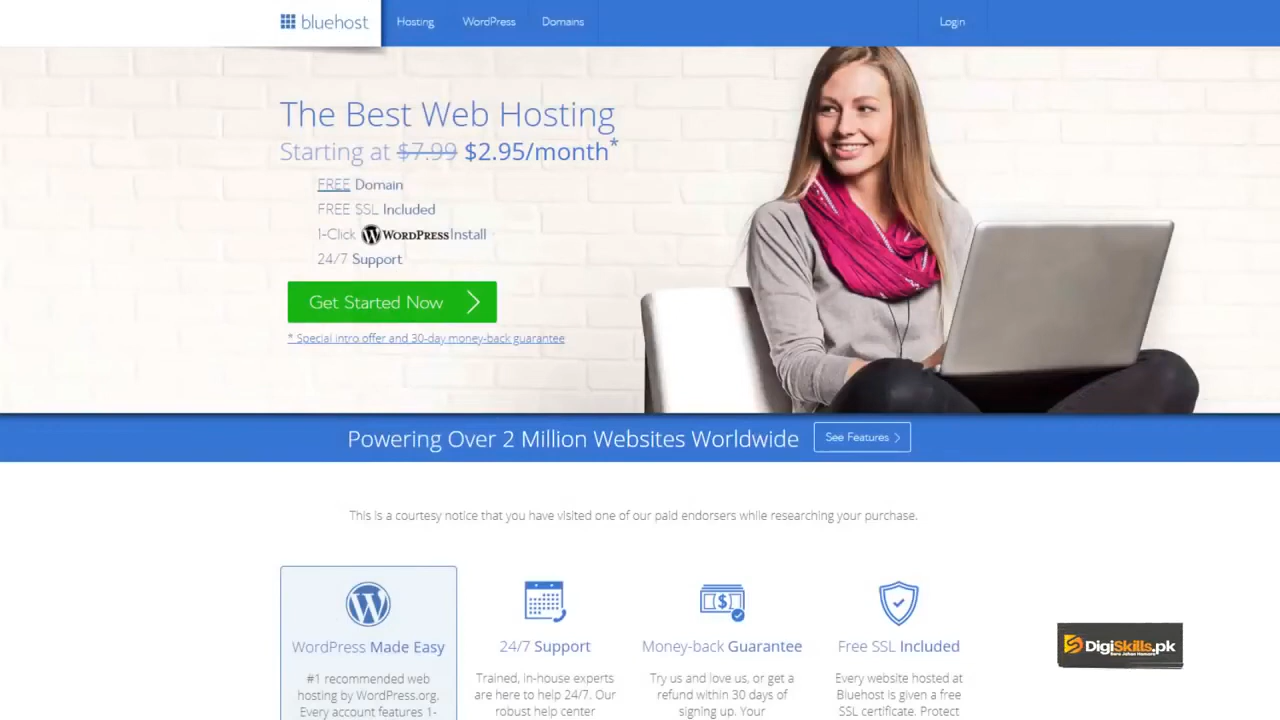 bluehost
Hosting
WordPress
Domains
Login
The Best Web Hosting
Starting at $7.99 $2.95/month*
FREE Domain
FREE SSL Included
1-Click WORDPRESS Install
24/7 Support
Get Started Now
* Special intro offer and 30-day money-back guarantee
Powering Over 2 Million Websites Worldwide
See Features
This is a courtesy notice that you have visited one of our paid endorsers while researching your purchase.
WordPress Made Easy
#1 recommended web
hosting by WordPress.org.
Every account features 1-
24/7 Support
Trained, in-house experts
are here to help 24/7. Our
robust help center
Money-back Guarantee
Try us and love us, or get a
refund within 30 days of
signing up. Your
Free SSL Included
Every website hosted at
Bluehost is given a free
SSL certificate. Protect
DigiSkills.pk